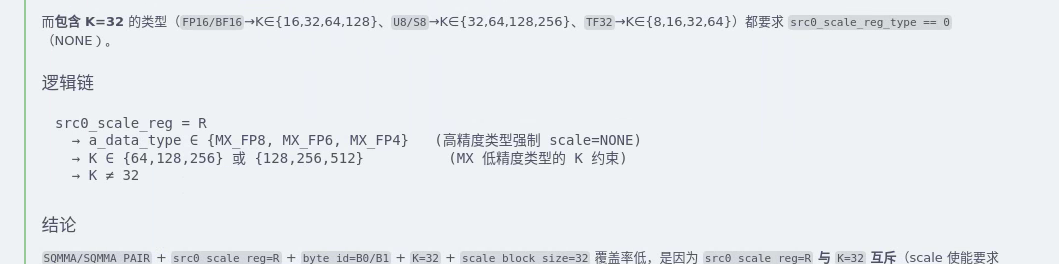 而包含 K=32 的类型（FP16/BF16→K∈{16,32,64,128}、U8/S8→K∈{32,64,128,256}、TF32→K∈{8,16,32,64}）都要求 src0_scale_reg_type == 0
（NONE）。
逻辑链
src0_scale_reg = R
→ a_data_type ∈ {MX_FP8, MX_FP6, MX_FP4} （高精度类型强制 scale=NONE）
→ K ∈ {64,128,256} 或 {128,256,512} （MX 低精度类型的 K 约束）
→ K ≠ 32
结论
SQMMA/SQMMA_PAIR + src0_scale_reg=R + byte_id=B0/B1 + K=32 + scale_block_size=32 覆盖率低，是因为 src0_scale_reg=R 与 K=32 互斥（scale 使能要求